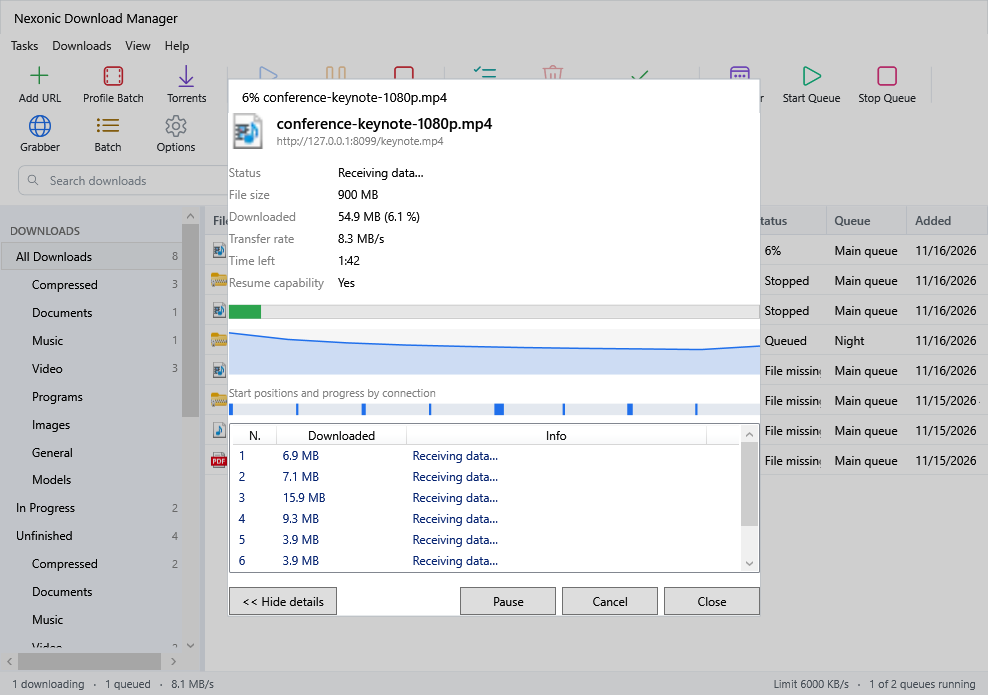 Nexonic Download Manager
Tasks Downloads View Help
Add URL Profile Batch Torrents Start Queue Stop Queue
Grabber Batch Options
Search downloads
DOWNLOADS
All Downloads 8
Compressed 3
Documents 1
Music 1
Video 3
Programs
Images
General
Models
In Progress 2
Unfinished 4
Compressed 2
Documents
Music
6% conference-keynote-1080p.mp4
conference-keynote-1080p.mp4
http://127.0.0.1:8099/keynote.mp4
Status Receiving data...
File size 900 MB
Downloaded 54.9 MB (6.1 %)
Transfer rate 8.3 MB/s
Time left 1:42
Resume capability Yes
Start positions and progress by connection
N. Downloaded Info
1 6.9 MB Receiving data...
2 7.1 MB Receiving data...
3 15.9 MB Receiving data...
4 9.3 MB Receiving data...
5 3.9 MB Receiving data...
6 3.9 MB Receiving data...
<< Hide details Pause Cancel Close
Queue Added
6% Main queue 11/16/2026
Stopped Main queue 11/16/2026
Stopped Main queue 11/16/2026
Queued Night 11/16/2026
File missing Main queue 11/16/2026
File missing Main queue 11/15/2026
File missing Main queue 11/15/2026
PDF File missing Main queue 11/15/2026
1 downloading · 1 queued · 8.1 MB/s
Limit 6000 KB/s · 1 of 2 queues running